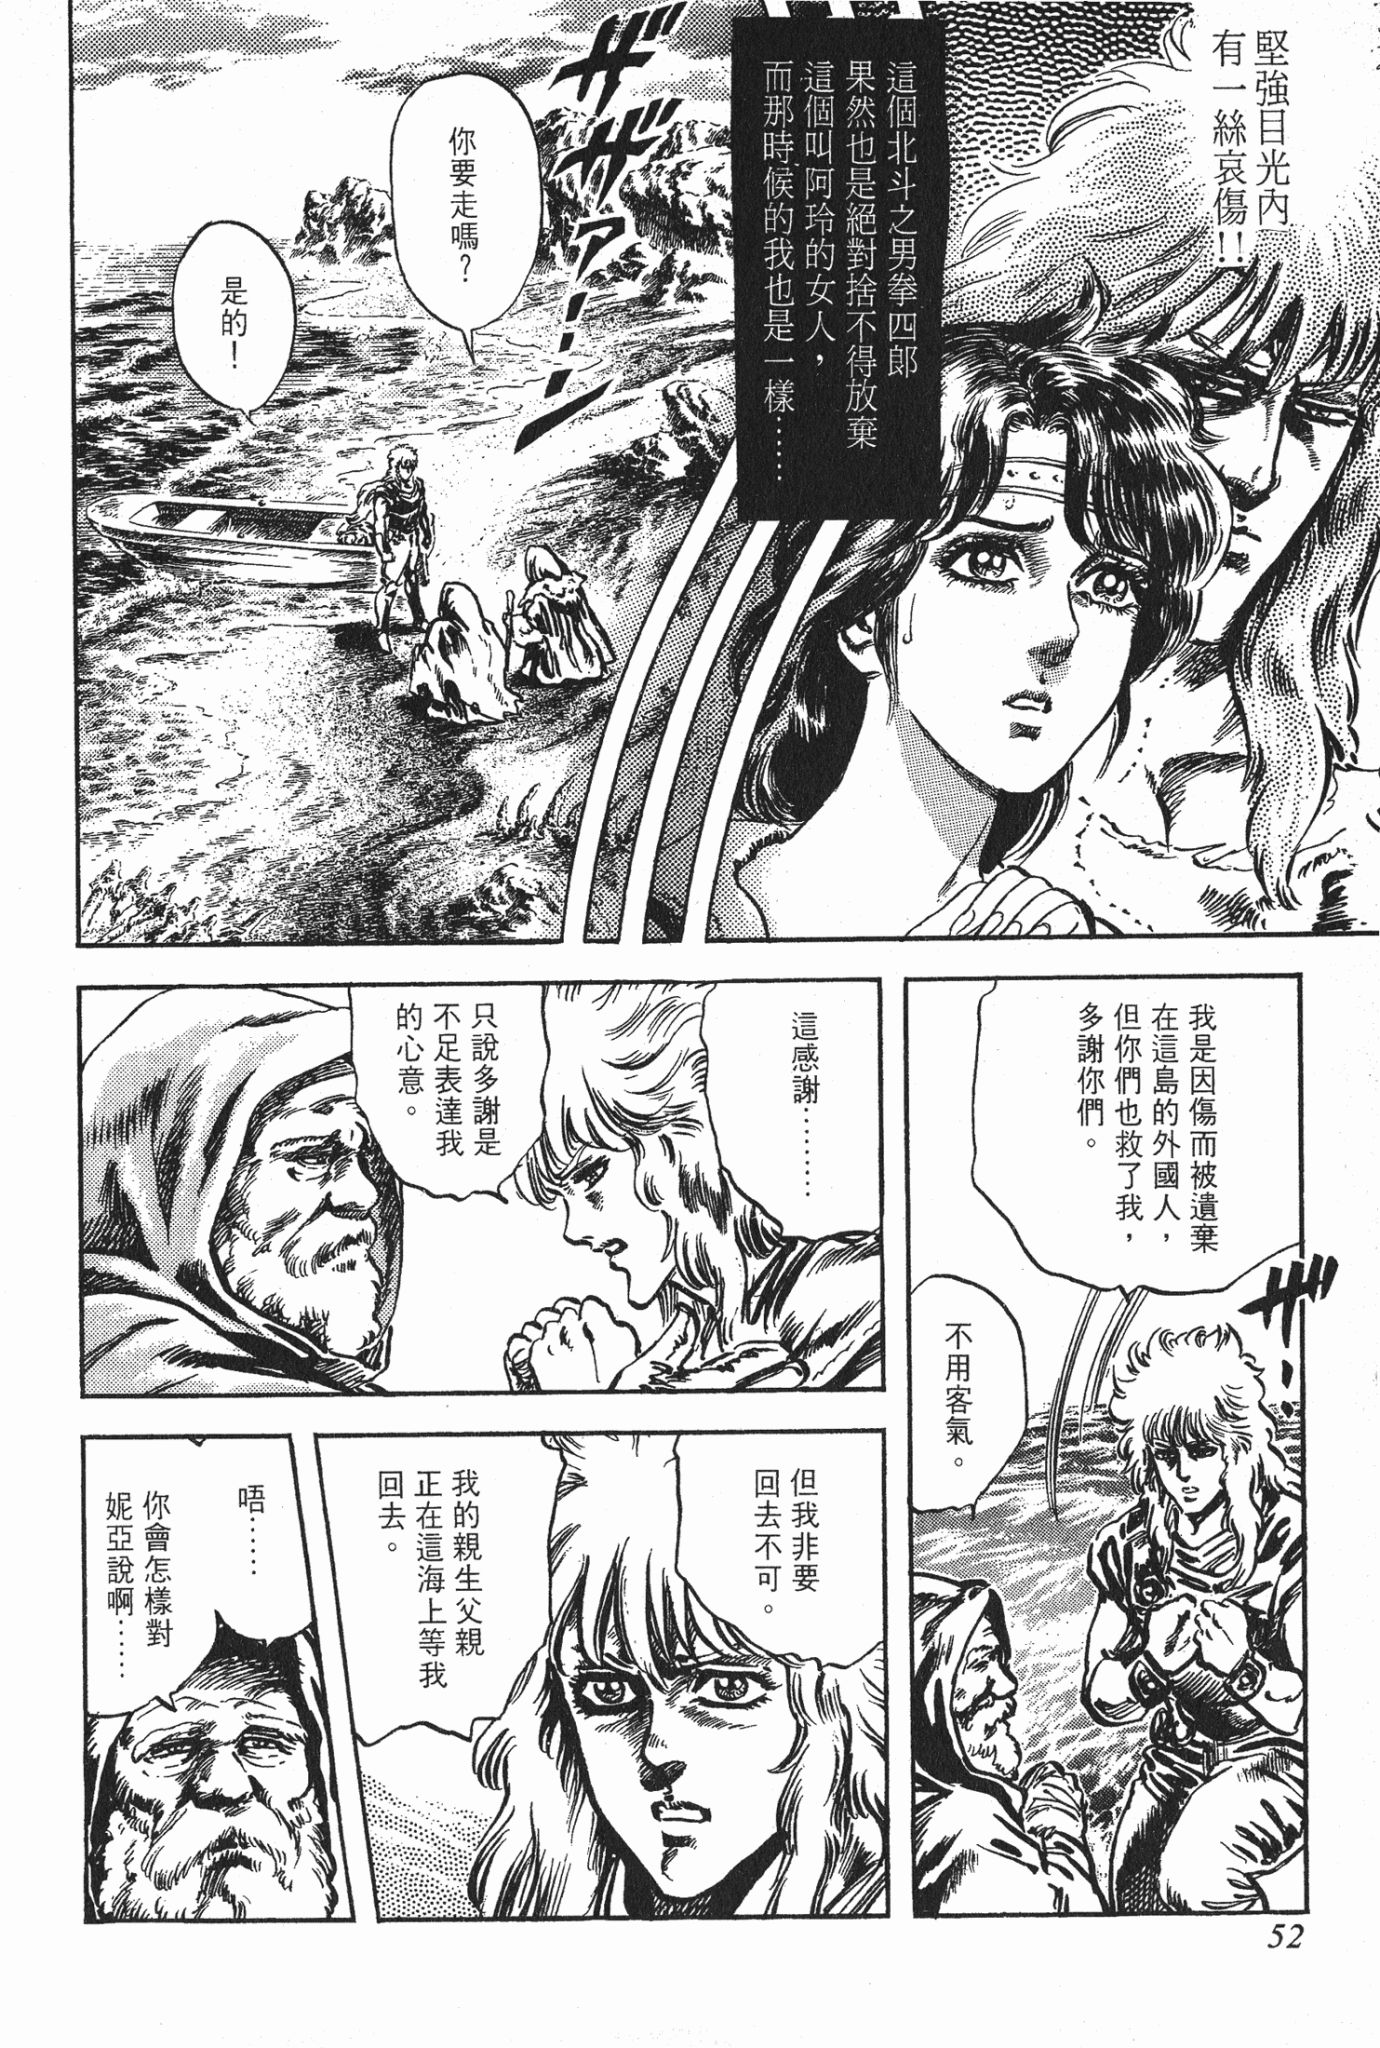 堅強目光內
有一絲哀傷!!
這個北斗之男拳四郎
果然也是絕對捨不得放棄
這個叫阿玲的女人，
而那時候的我也是一樣……
ザザァーー
你要走嗎？
是的！
我是因傷而被遺棄
在這島的外國人，
但你們也救了我，
多謝你們。
ザー
不用客氣。
這感謝………
只說多謝是
不足表達我
的心意。
但我非要
回去不可。
我的親生父親
正在這海上等我
回去。
唔……
你會怎樣對
妮亞說啊……
52